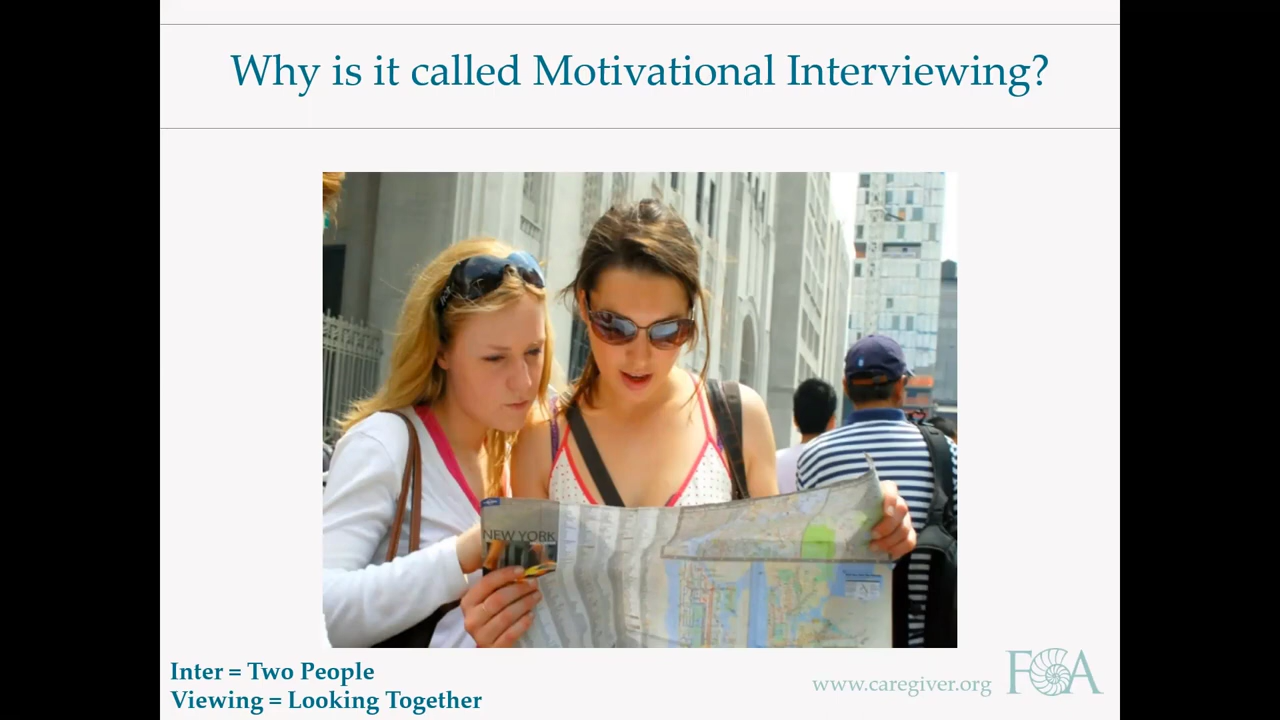 Why is it called Motivational Interviewing?
NEW YORK
Inter = Two People
Viewing = Looking Together
www.caregiver.org
FCA